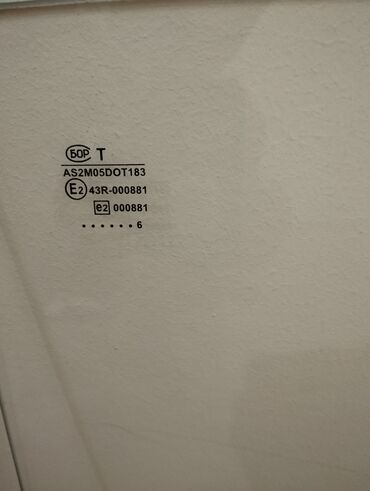 БОР T
AS2M05DOT183
E2 43R-000881
e2 000881
••••••6